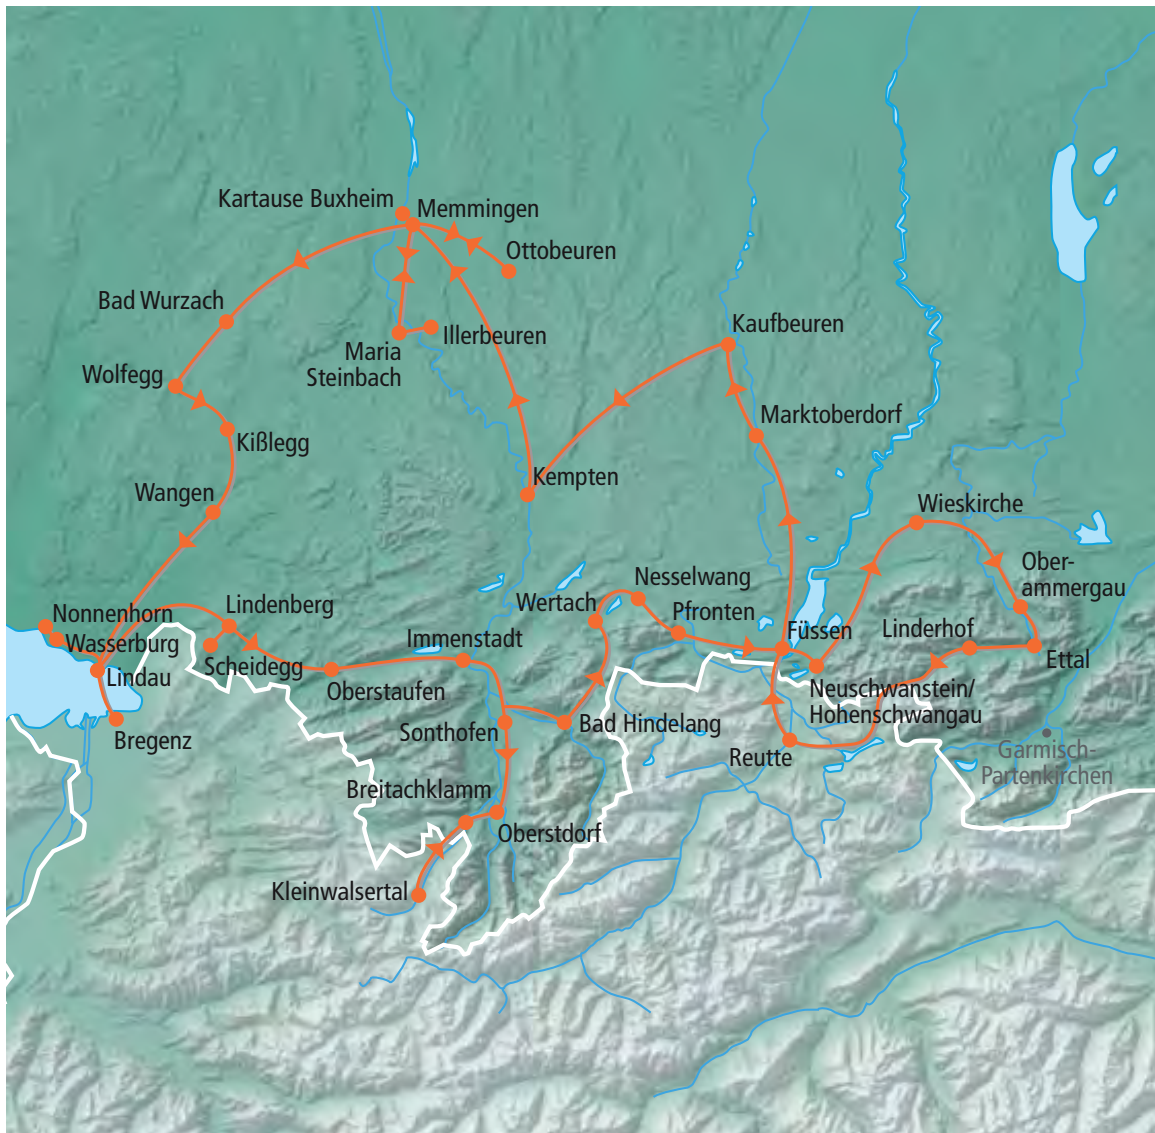 Kartause Buxheim
Memmingen
Ottobeuren
Bad Wurzach
Illerbeuren
Maria
Steinbach
Kaufbeuren
Wolfegg
Marktoberdorf
Kißlegg
Kempten
Wangen
Wieskirche
Ober-
ammergau
Nesselwang
Wertach
Pfronten
Nonnenhorn
Lindenberg
Wasserburg
Immenstadt
Füssen
Linderhof
Ettal
Scheidegg
Lindau
Oberstaufen
Neuschwanstein/
Hohenschwangau
Bregenz
Sonthofen
Bad Hindelang
Reutte
Garmisch-
Partenkirchen
Breitachklamm
Oberstdorf
Kleinwalsertal